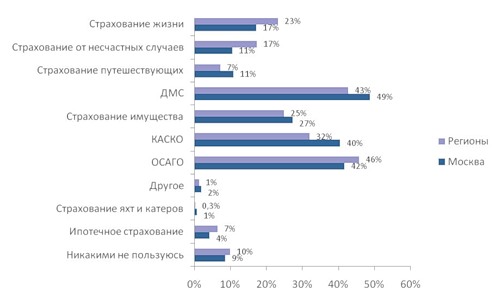 Страхование жизни
23%
17%
Страхование от несчастных случаев
17%
11%
Страхование путешествующих
7%
11%
ДМС
43%
49%
Страхование имущества
25%
27%
КАСКО
32%
40%
ОСАГО
46%
42%
Другое
1%
2%
Страхование яхт и катеров
0,3%
1%
Ипотечное страхование
7%
4%
Никакими не пользуюсь
10%
9%
Регионы
Москва
0% 10% 20% 30% 40% 50% 60%